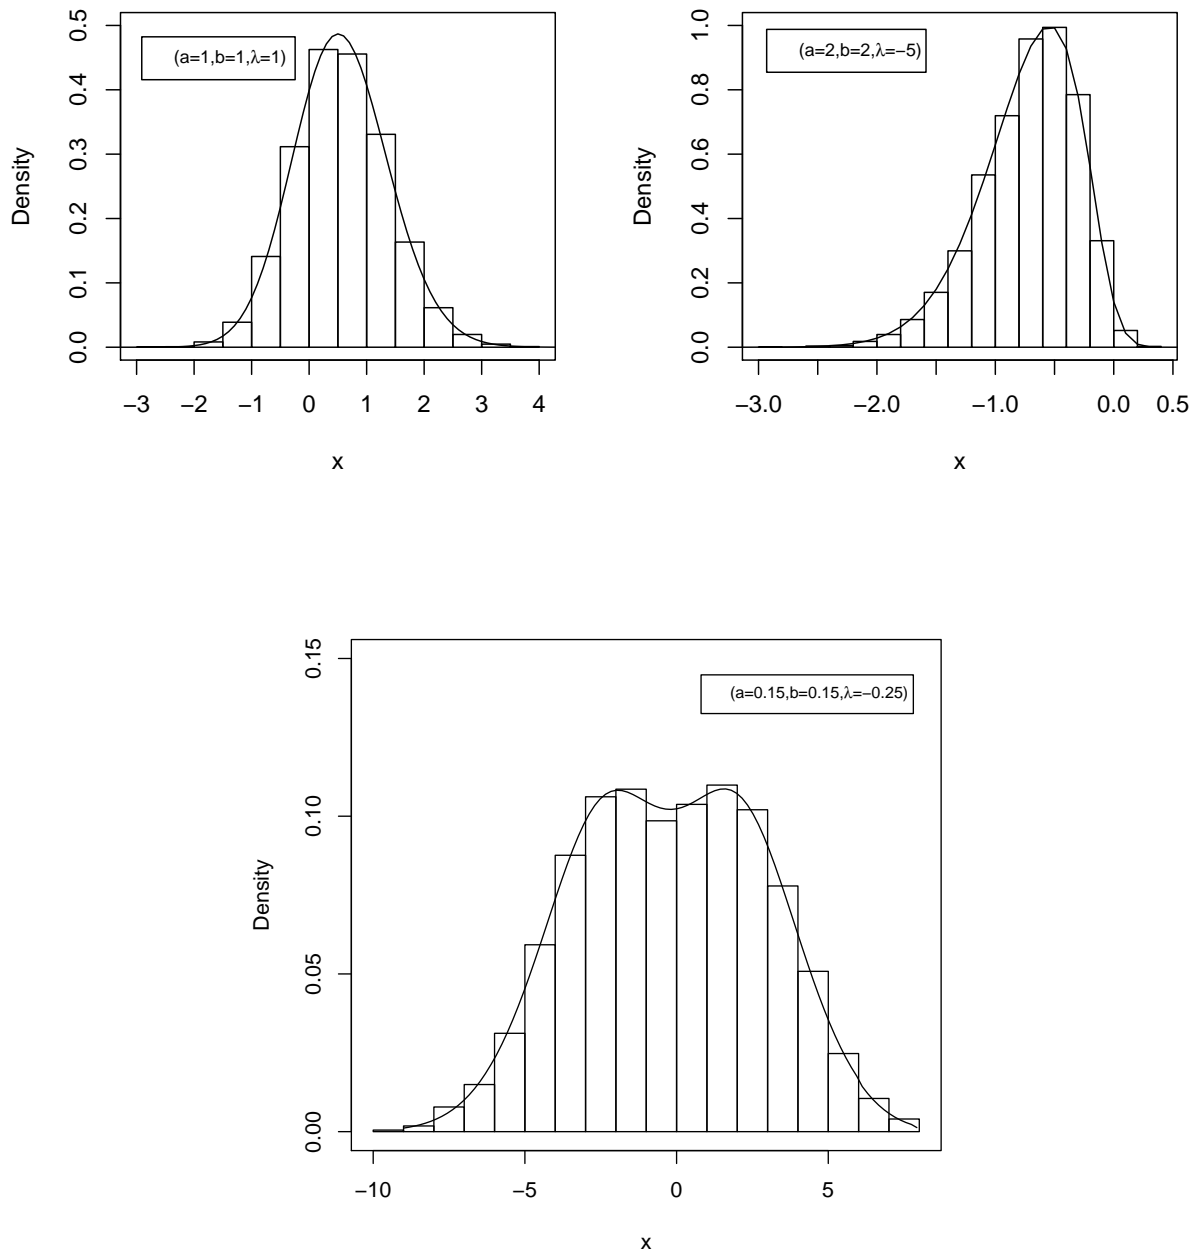 Density
0.0 0.1 0.2 0.3 0.4 0.5
(a=1,b=1,λ=1)
−3 −2 −1 0 1 2 3 4
x
Density
0.0 0.2 0.4 0.6 0.8 1.0
(a=2,b=2,λ=−5)
−3.0 −2.0 −1.0 0.0 0.5
x
Density
0.00 0.05 0.10 0.15
(a=0.15,b=0.15,λ=−0.25)
−10 −5 0 5
x